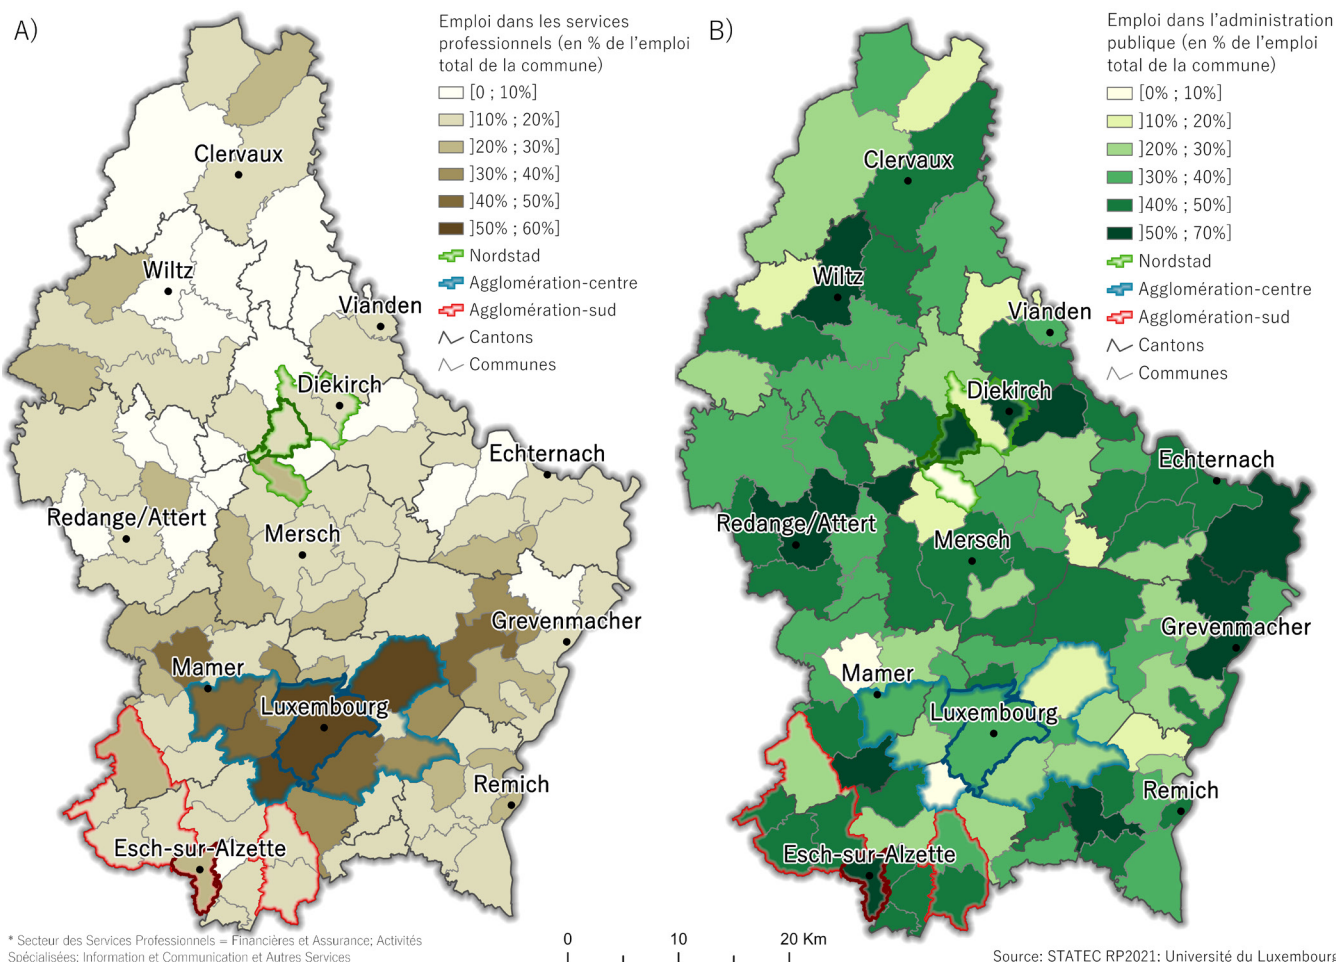 A)
Emploi dans les services
professionnels (en % de l'emploi
total de la commune)
[0 ; 10%]
]10% ; 20%]
]20% ; 30%]
]30% ; 40%]
]40% ; 50%]
]50% ; 60%]
Nordstad
Agglomération-centre
Agglomération-sud
Cantons
Communes
Clervaux
Wiltz
Vianden
Diekirch
Echternach
Redange/Attert
Mersch
Grevenmacher
Mamer
Luxembourg
Remich
Esch-sur-Alzette
B)
Emploi dans l'administration
publique (en % de l'emploi
total de la commune)
[0% ; 10%]
]10% ; 20%]
]20% ; 30%]
]30% ; 40%]
]40% ; 50%]
]50% ; 70%]
Nordstad
Agglomération-centre
Agglomération-sud
Cantons
Communes
Clervaux
Wiltz
Vianden
Diekirch
Echternach
Redange/Attert
Mersch
Grevenmacher
Mamer
Luxembourg
Remich
Esch-sur-Alzette
* Secteur des Services Professionnels = Financières et Assurance; Activités
Spécialisées; Information et Communication et Autres Services
0 10 20 Km
Source: STATEC RP2021; Université du Luxembourg